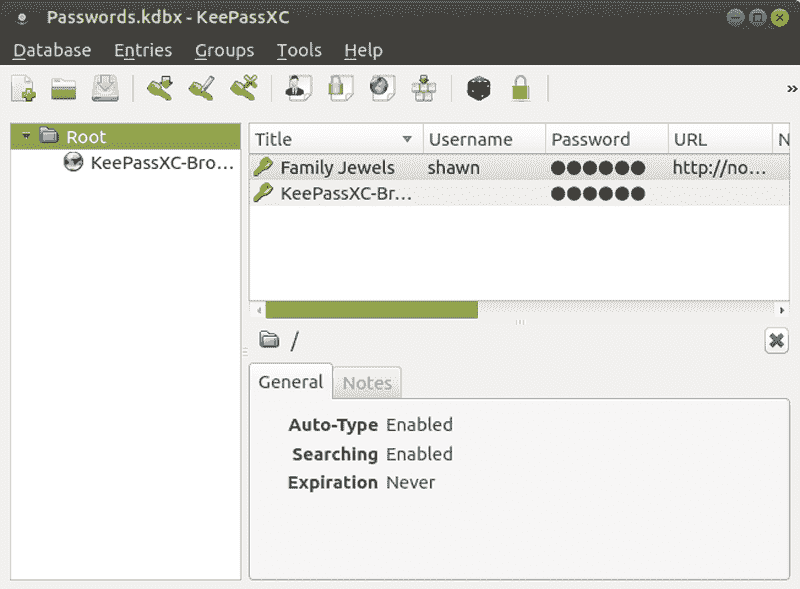 Passwords.kdbx - KeePassXC
Database Entries Groups Tools Help
»
Root
KeePassXC-Bro...
Title Username Password URL N
Family Jewels shawn ●●●●●● http://no...
KeePassXC-Br... ●●●●●●
/
General Notes
Auto-Type Enabled
Searching Enabled
Expiration Never